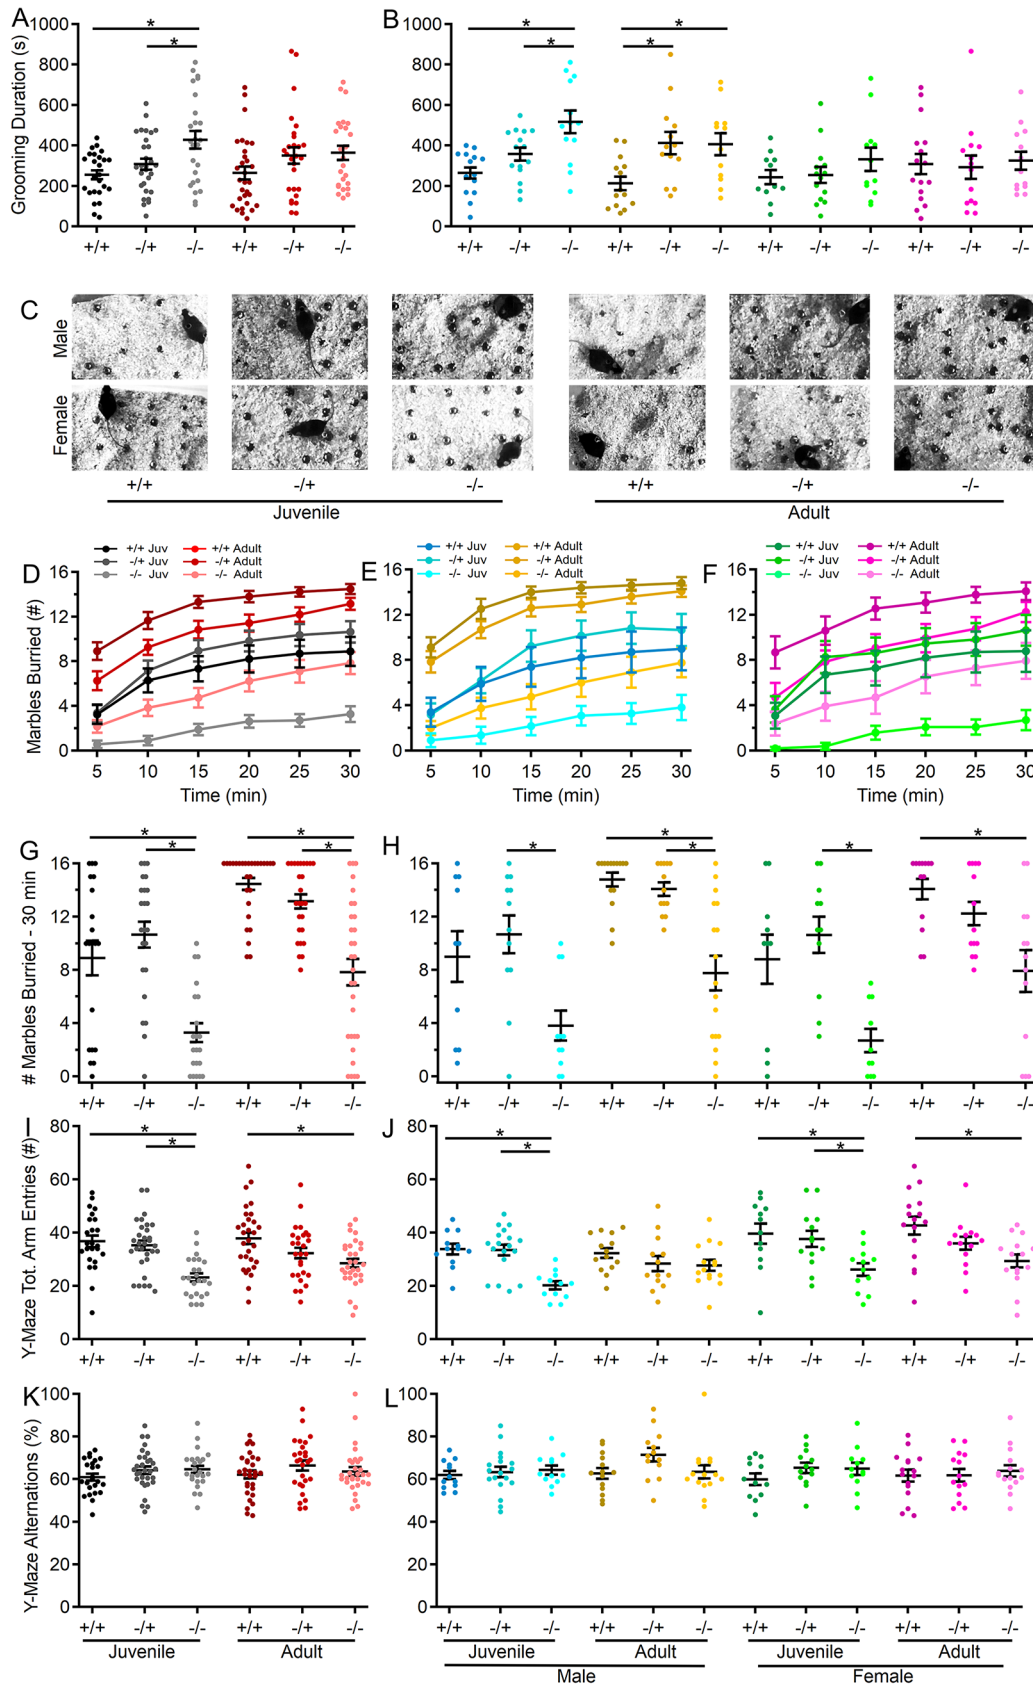 A
B
Grooming Duration (s)
1000
800
600
400
200
0
1000
800
600
400
200
0
* * * * * *
+/+ -/+ -/- +/+ -/+ -/-
+/+ -/+ -/- +/+ -/+ -/- +/+ -/+ -/- +/+ -/+ -/-
C
Male
Female
+/+ -/+ -/- +/+ -/+ -/-
Juvenile Adult
D
+/+ Juv +/+ Adult
-/+ Juv -/+ Adult
-/- Juv -/- Adult
E
+/+ Juv +/+ Adult
-/+ Juv -/+ Adult
-/- Juv -/- Adult
F
+/+ Juv +/+ Adult
-/+ Juv -/+ Adult
-/- Juv -/- Adult
Marbles Burried (#)
16
12
8
4
0
16
12
8
4
0
16
12
8
4
0
5 10 15 20 25 30
5 10 15 20 25 30
5 10 15 20 25 30
Time (min) Time (min) Time (min)
G
H
# Marbles Burried - 30 min
16
12
8
4
0
16
12
8
4
0
* * * * * * * * *
+/+ -/+ -/- +/+ -/+ -/-
+/+ -/+ -/- +/+ -/+ -/- +/+ -/+ -/- +/+ -/+ -/-
I
J
Y-Maze Tot. Arm Entries (#)
80
60
40
20
0
80
60
40
20
0
* * * * * * * *
+/+ -/+ -/- +/+ -/+ -/-
+/+ -/+ -/- +/+ -/+ -/- +/+ -/+ -/- +/+ -/+ -/-
K
L
Y-Maze Alternations (%)
100
80
60
40
20
0
100
80
60
40
20
0
+/+ -/+ -/- +/+ -/+ -/-
+/+ -/+ -/- +/+ -/+ -/- +/+ -/+ -/- +/+ -/+ -/-
Juvenile Adult Juvenile Adult Juvenile Adult
Male Female